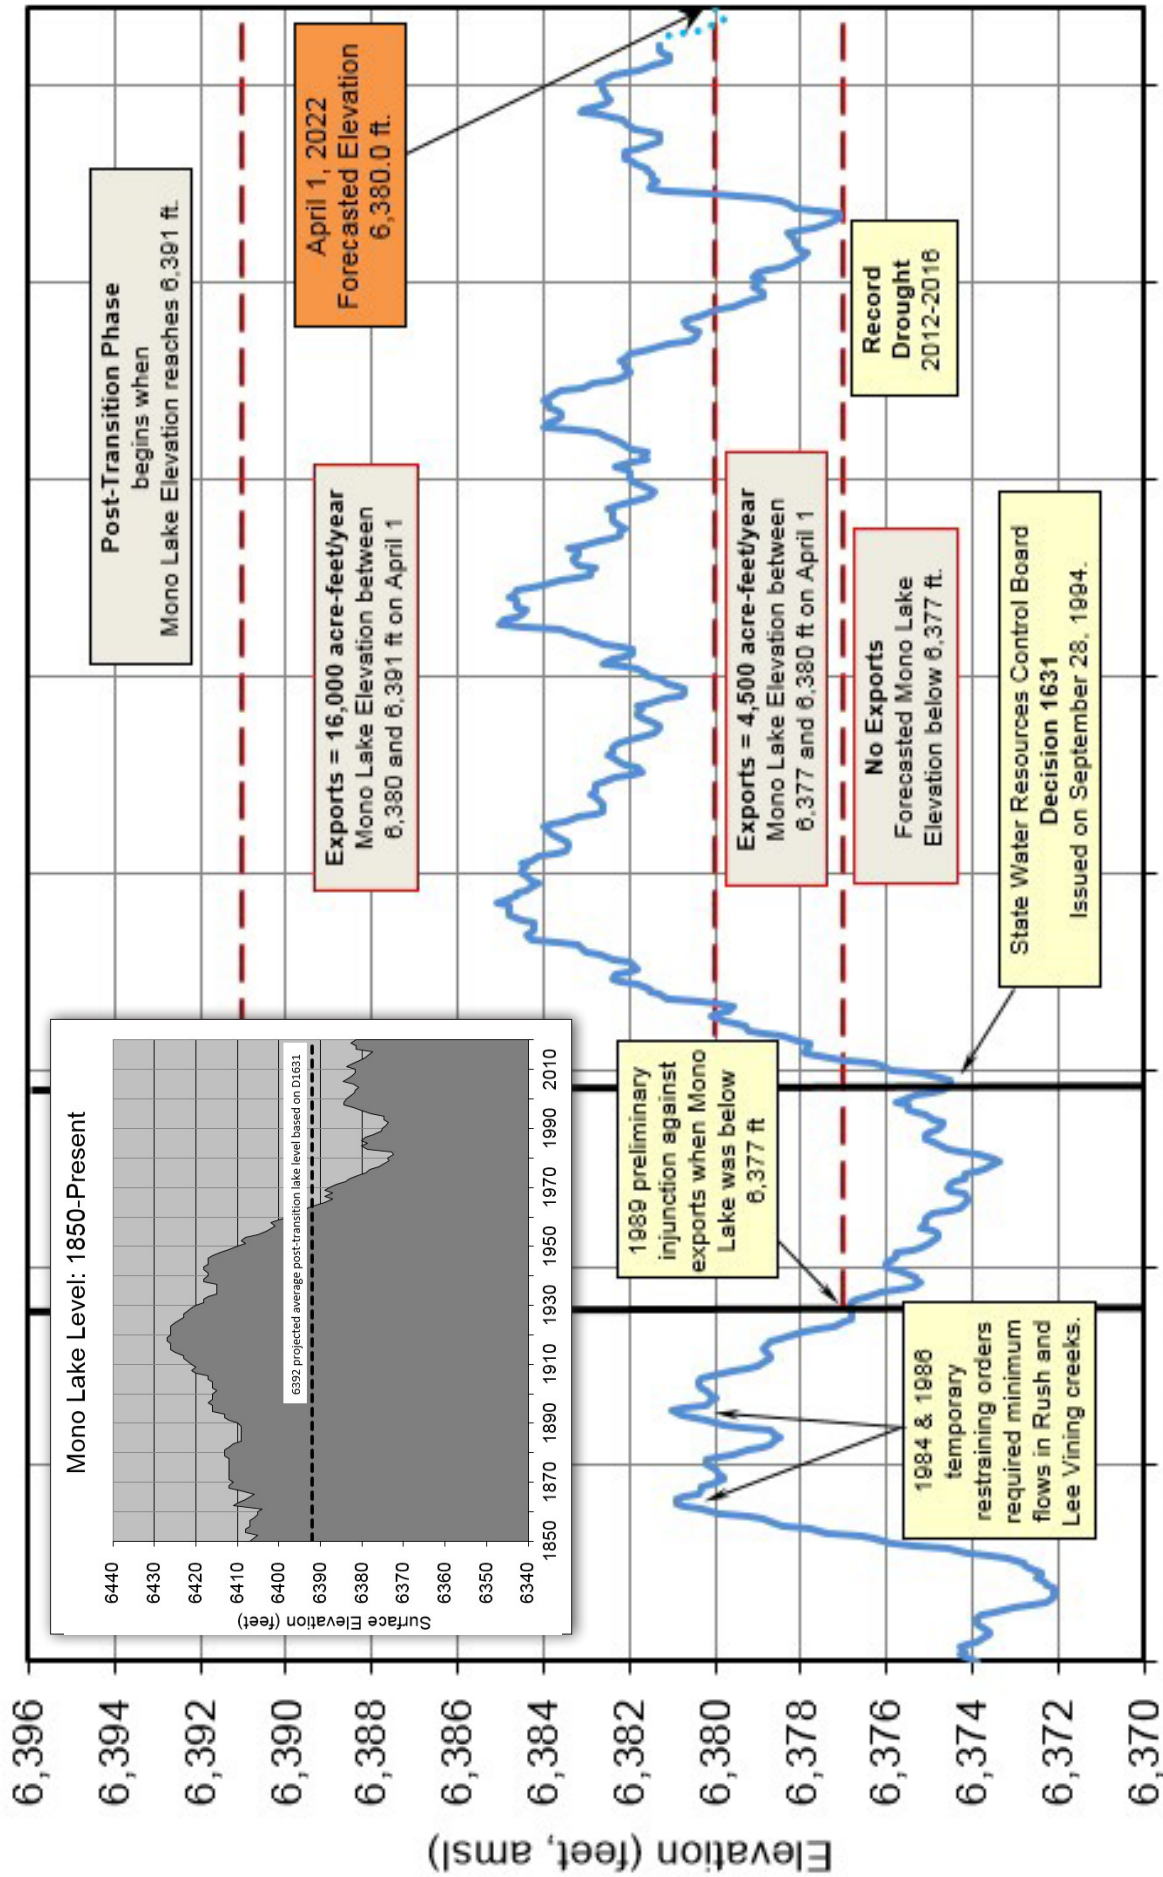 Elevation (feet, amsl)
6,396
6,394
6,392
6,390
6,388
6,386
6,384
6,382
6,380
6,378
6,376
6,374
6,372
6,370
Mono Lake Level: 1850-Present
Surface Elevation (feet)
6440
6430
6420
6410
6400
6390
6380
6370
6360
6350
6340
6392 projected average post-transition lake level based on D1631
1850
1870
1890
1910
1930
1950
1970
1990
2010
Post-Transition Phase
begins when
Mono Lake Elevation reaches 6,391 ft.
April 1, 2022
Forecasted Elevation
6,380.0 ft.
Exports = 16,000 acre-feet/year
Mono Lake Elevation between
6,380 and 6,391 ft on April 1
Exports = 4,500 acre-feet/year
Mono Lake Elevation between
6,377 and 6,380 ft on April 1
No Exports
Forecasted Mono Lake
Elevation below 6,377 ft.
Record
Drought
2012-2016
1989 preliminary
injunction against
exports when Mono
Lake was below
6,377 ft
1984 & 1986
temporary
restraining orders
required minimum
flows in Rush and
Lee Vining creeks.
State Water Resources Control Board
Decision 1631
Issued on September 28, 1994.